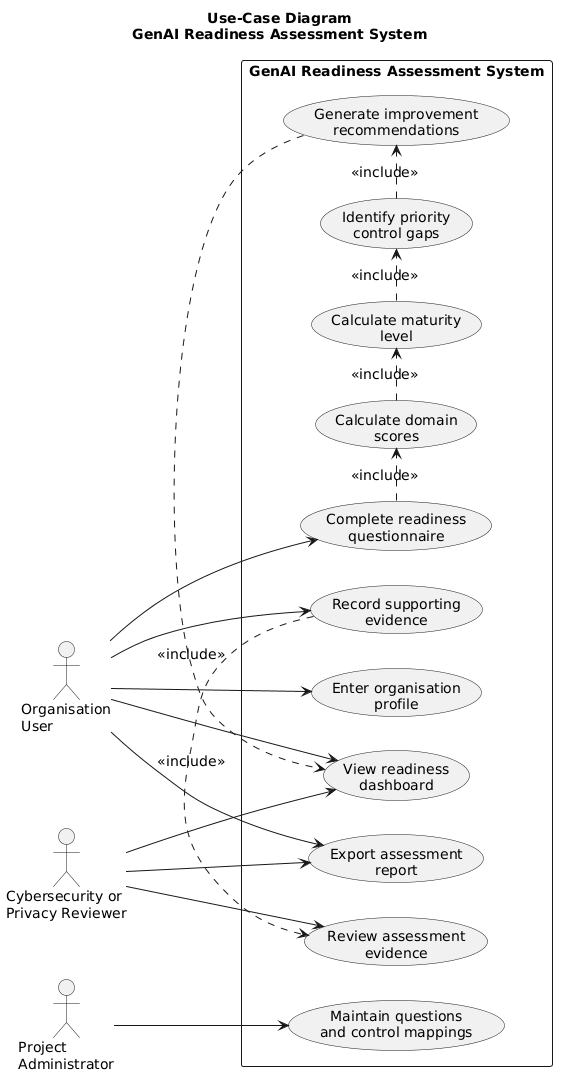 Use-Case Diagram
GenAI Readiness Assessment System
GenAI Readiness Assessment System
Generate improvement
recommendations
«include»
Identify priority
control gaps
«include»
Calculate maturity
level
«include»
Calculate domain
scores
«include»
Complete readiness
questionnaire
Record supporting
evidence
«include»
Organisation
User
Enter organisation
profile
«include»
View readiness
dashboard
Cybersecurity or
Privacy Reviewer
Export assessment
report
Review assessment
evidence
Project
Administrator
Maintain questions
and control mappings